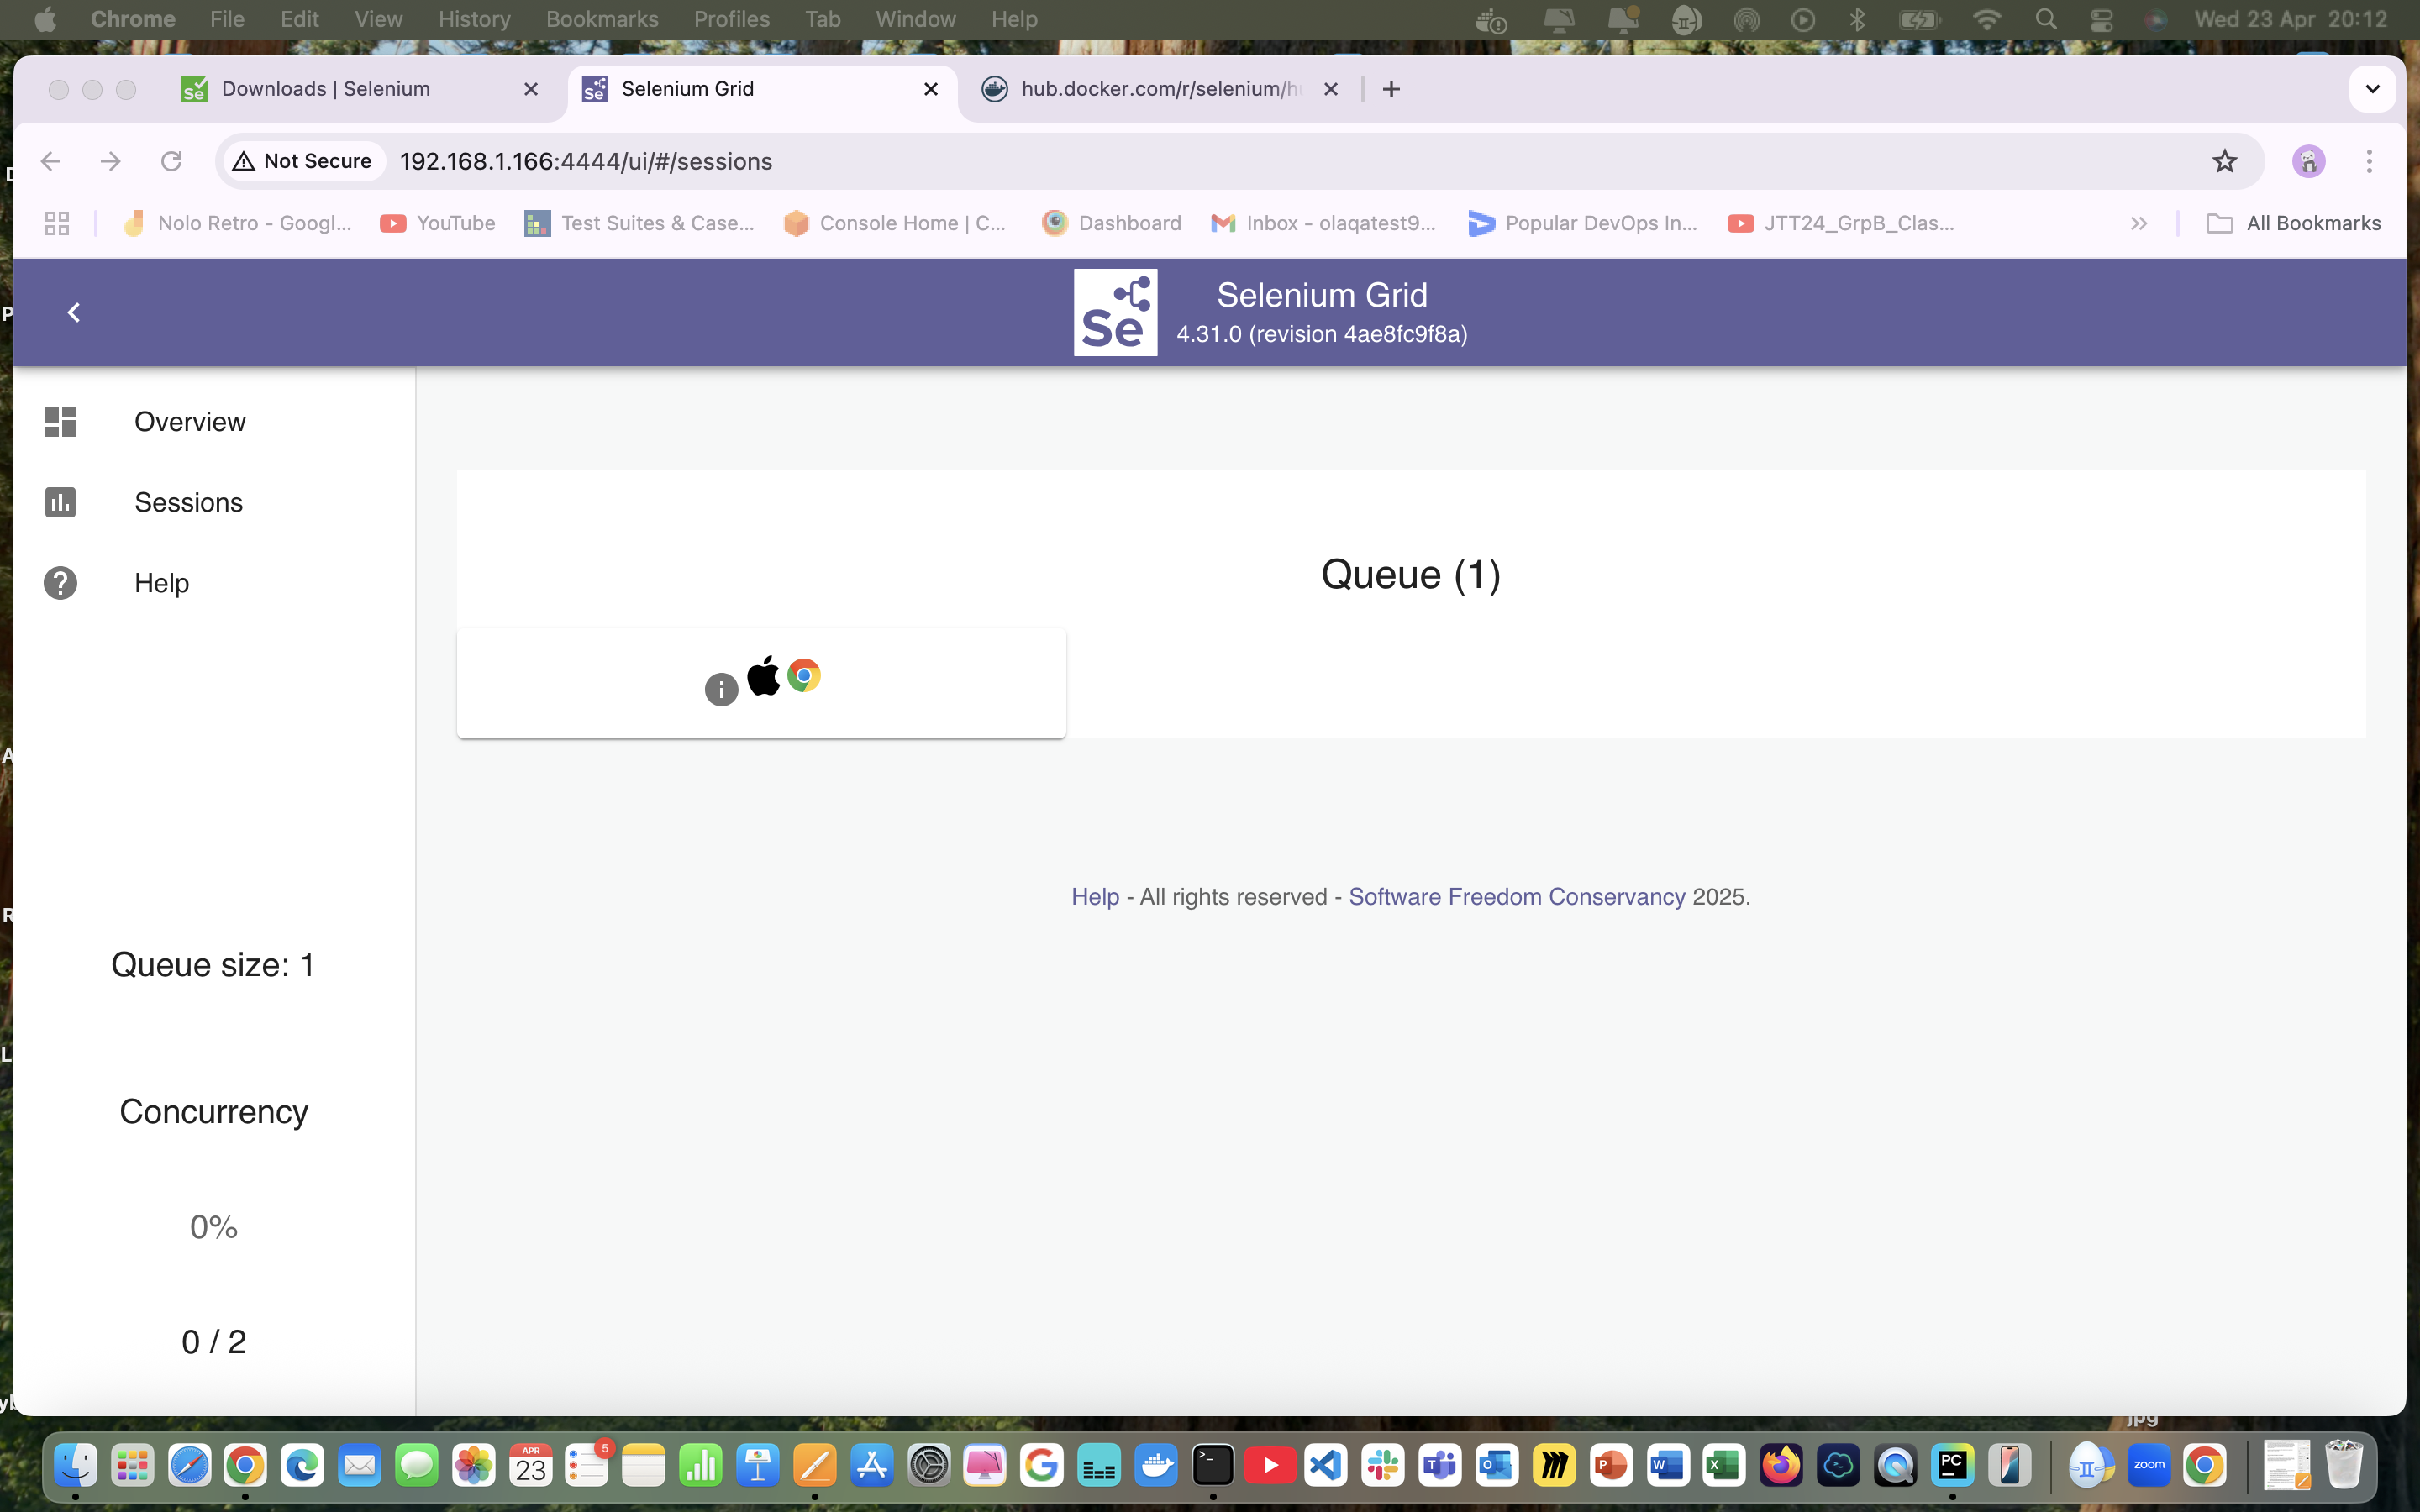 Chrome File Edit View History Bookmarks Profiles Tab Window Help Wed 23 Apr 20:12
Se Downloads | Selenium Se Selenium Grid hub.docker.com/r/selenium/h
Not Secure 192.168.1.166:4444/ui/#/sessions
Nolo Retro - Googl... YouTube Test Suites & Case... Console Home | C... Dashboard Inbox - olaqatest9... Popular DevOps In... JTT24_GrpB_Clas... All Bookmarks
Se
Selenium Grid
4.31.0 (revision 4ae8fc9f8a)
Overview
Sessions
Help
Queue (1)
Help - All rights reserved - Software Freedom Conservancy 2025.
Queue size: 1
Concurrency
0%
0 / 2
jpg
APR
23
5
PC
zoom